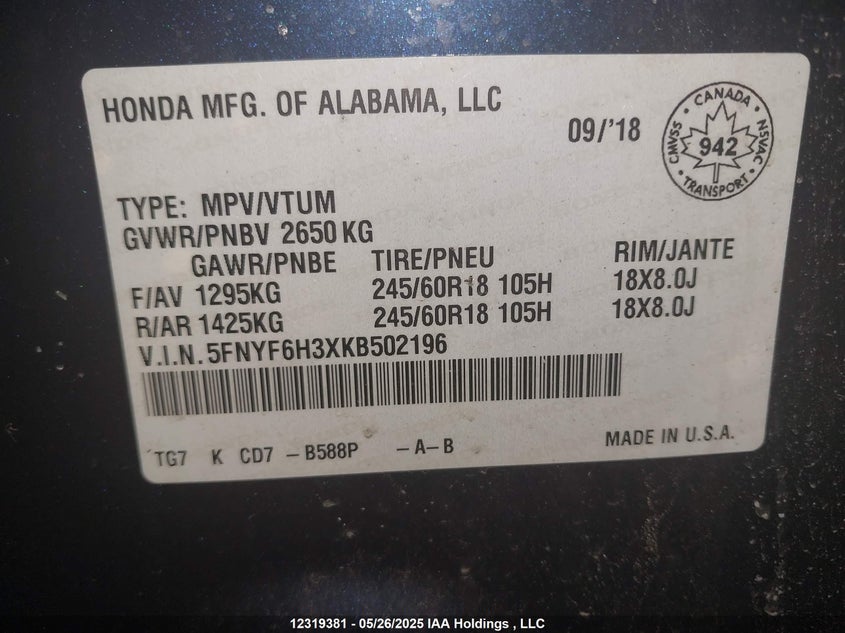 HONDA MFG. OF ALABAMA, LLC
09/'18
CANADA
CMVSS
942
NSVAC
TRANSPORT
TYPE: MPV/VTUM
GVWR/PNBV 2650 KG
GAWR/PNBE TIRE/PNEU RIM/JANTE
F/AV 1295KG 245/60R18 105H 18X8.0J
R/AR 1425KG 245/60R18 105H 18X8.0J
V.I.N. 5FNYF6H3XKB502196
TG7 K CD7 -B588P -A-B MADE IN U.S.A.
12319381 - 05/26/2025 IAA Holdings , LLC